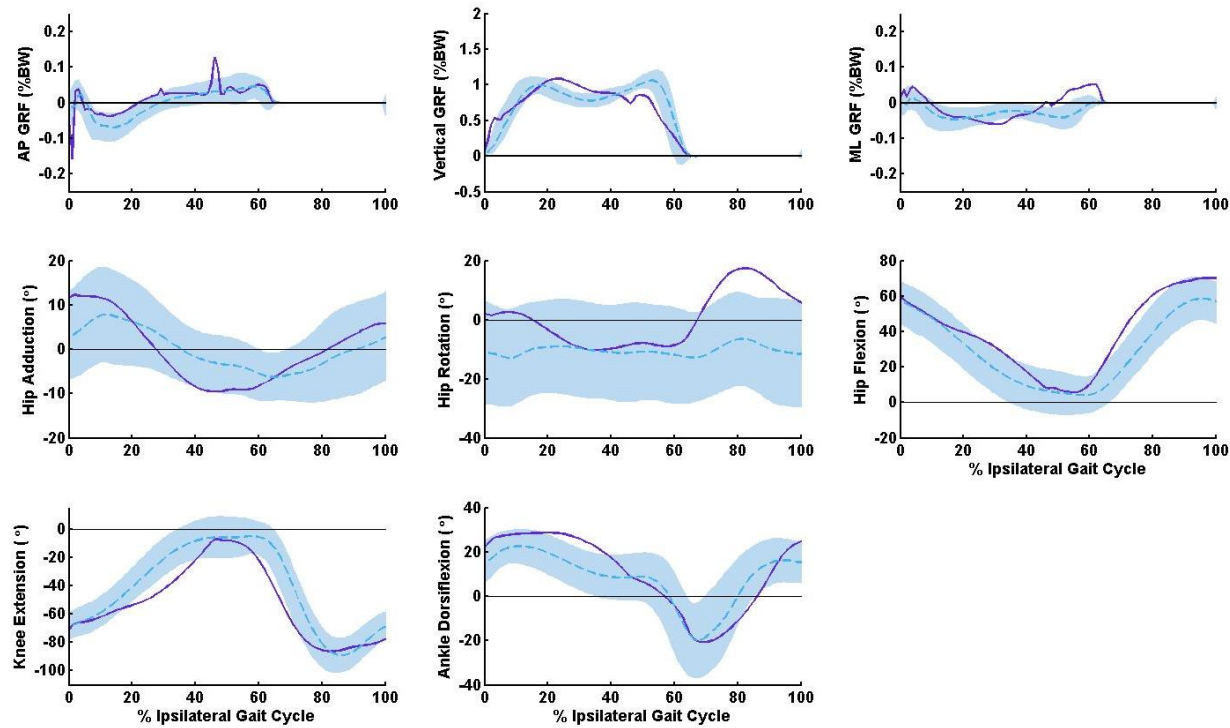 AP GRF (%BW)
0.2
0.1
0
-0.1
-0.2
0 20 40 60 80 100
Vertical GRF (%BW)
2
1.5
1
0.5
0
-0.5
0 20 40 60 80 100
ML GRF (%BW)
0.2
0.1
0
-0.1
-0.2
0 20 40 60 80 100
Hip Adduction (°)
20
10
0
-10
-20
0 20 40 60 80 100
Hip Rotation (°)
20
0
-20
-40
0 20 40 60 80 100
Hip Flexion (°)
80
60
40
20
0
-20
0 20 40 60 80 100
% Ipsilateral Gait Cycle
Knee Extension (°)
0
-20
-40
-60
-80
-100
0 20 40 60 80 100
% Ipsilateral Gait Cycle
Ankle Dorsiflexion (°)
40
20
0
-20
-40
0 20 40 60 80 100
% Ipsilateral Gait Cycle